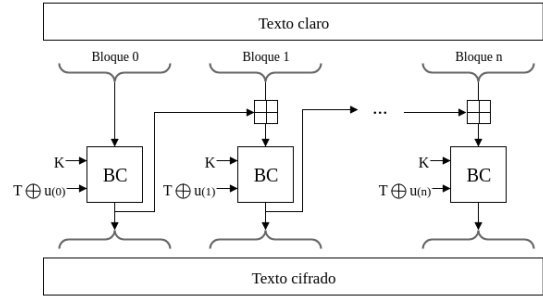 Texto claro
Bloque 0 Bloque 1 Bloque n
...
K K K
BC BC BC
T ⊕ u(0) T ⊕ u(1) T ⊕ u(n)
Texto cifrado